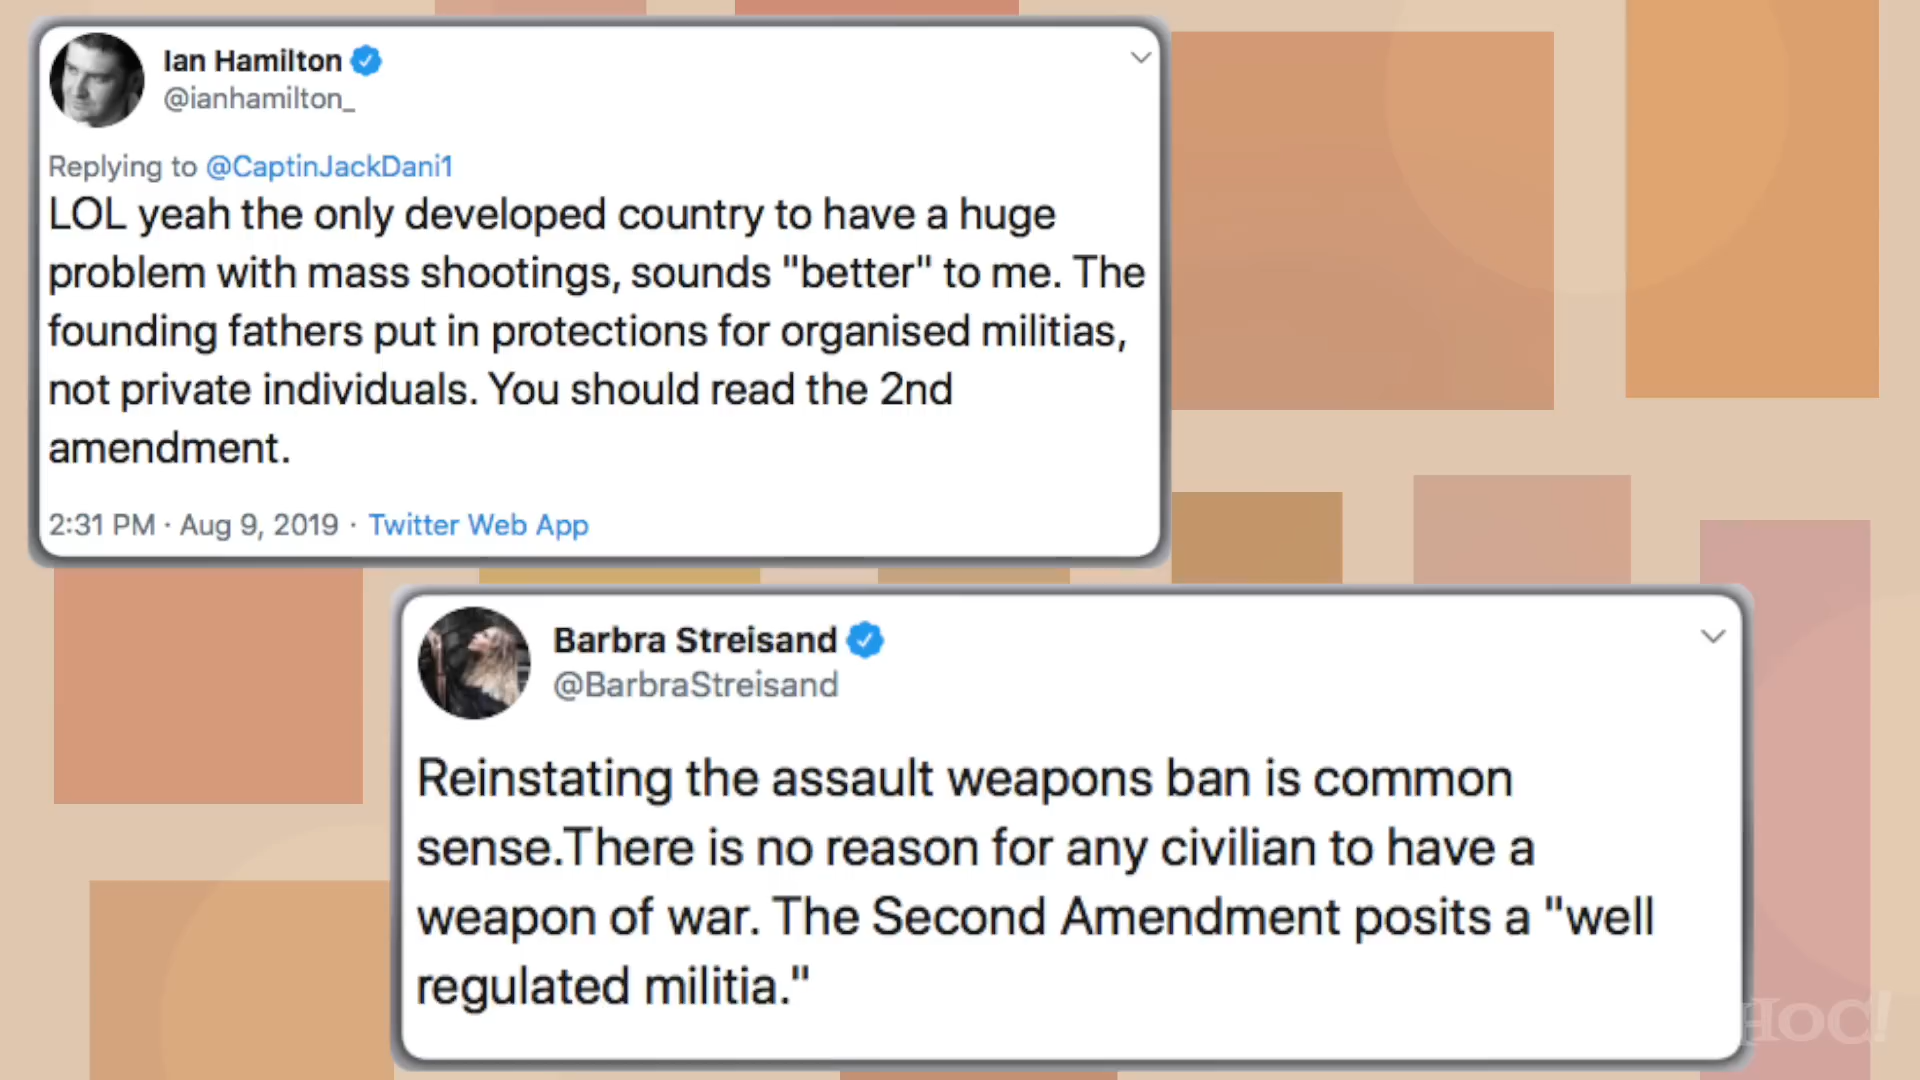 Ian Hamilton
@ianhamilton_
Replying to @CaptinJackDani1
LOL yeah the only developed country to have a huge
problem with mass shootings, sounds "better" to me. The
founding fathers put in protections for organised militias,
not private individuals. You should read the 2nd
amendment.
2:31 PM · Aug 9, 2019 · Twitter Web App
Barbra Streisand
@BarbraStreisand
Reinstating the assault weapons ban is common
sense.There is no reason for any civilian to have a
weapon of war. The Second Amendment posits a "well
regulated militia."